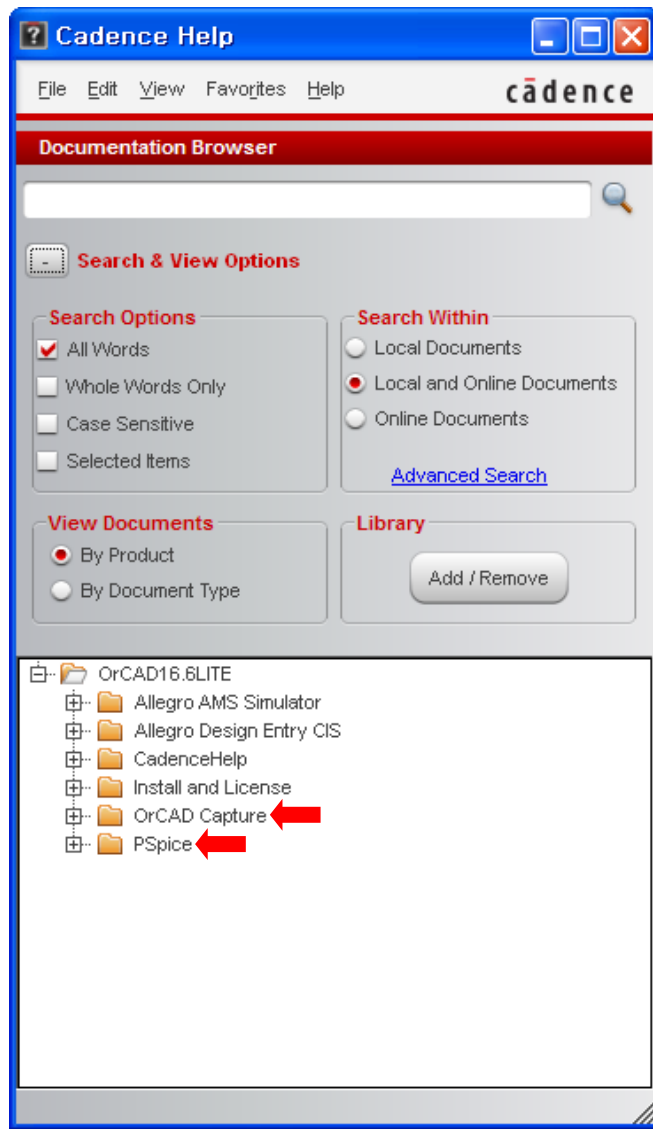 ? Cadence Help
File Edit View Favorites Help cādence
Documentation Browser
- Search & View Options
Search Options
All Words
Whole Words Only
Case Sensitive
Selected Items
Search Within
Local Documents
Local and Online Documents
Online Documents
Advanced Search
View Documents
By Product
By Document Type
Library
Add / Remove
OrCAD16.6LITE
Allegro AMS Simulator
Allegro Design Entry CIS
CadenceHelp
Install and License
OrCAD Capture
PSpice